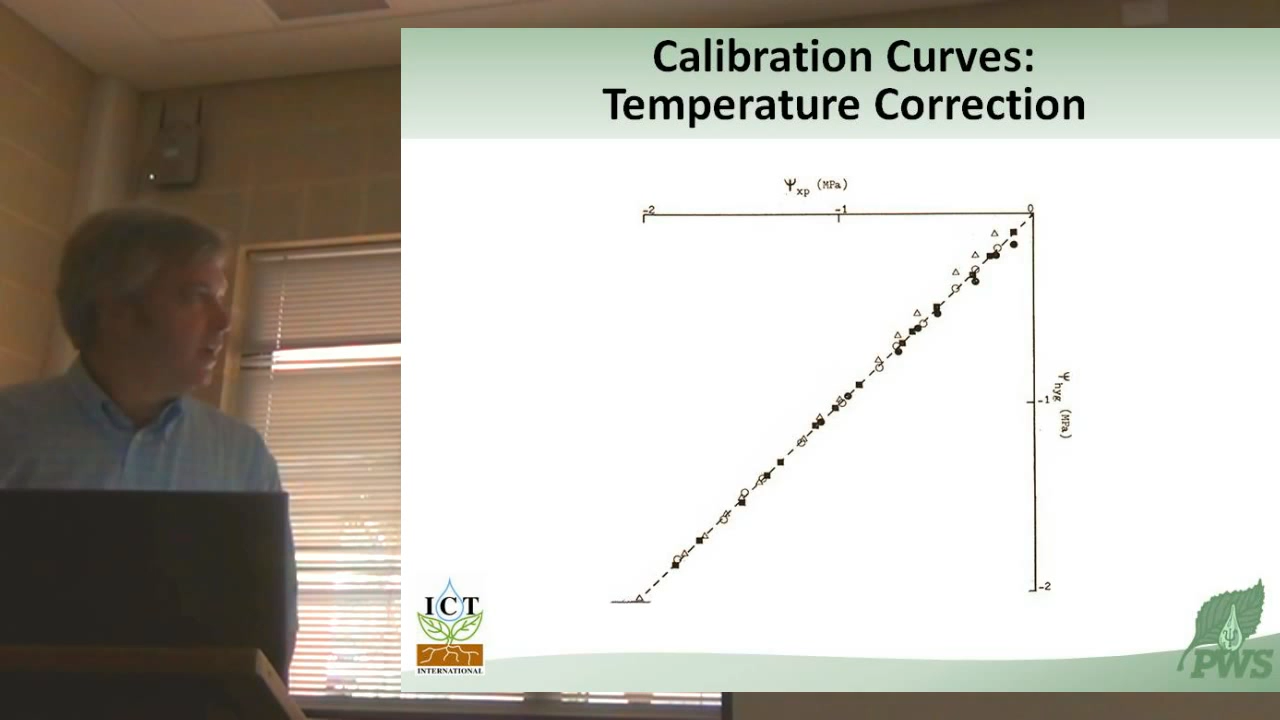 Calibration Curves:
Temperature Correction
Ψxp (MPa)
-2
-1
0
-1
Ψhyg (MPa)
-2
ICT
INTERNATIONAL
PWS